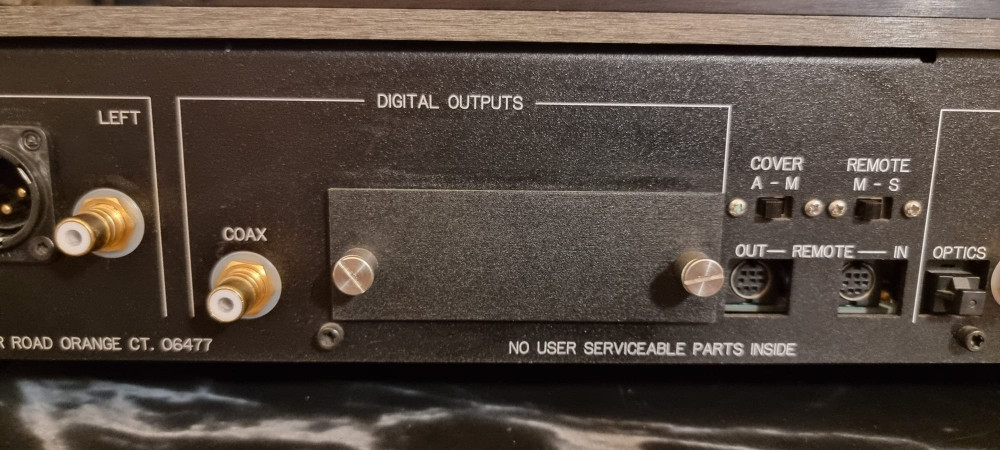 DIGITAL OUTPUTS
LEFT
COVER
A - M
REMOTE
M - S
COAX
OUT — REMOTE — IN
OPTICS
R ROAD ORANGE CT. 06477
NO USER SERVICEABLE PARTS INSIDE